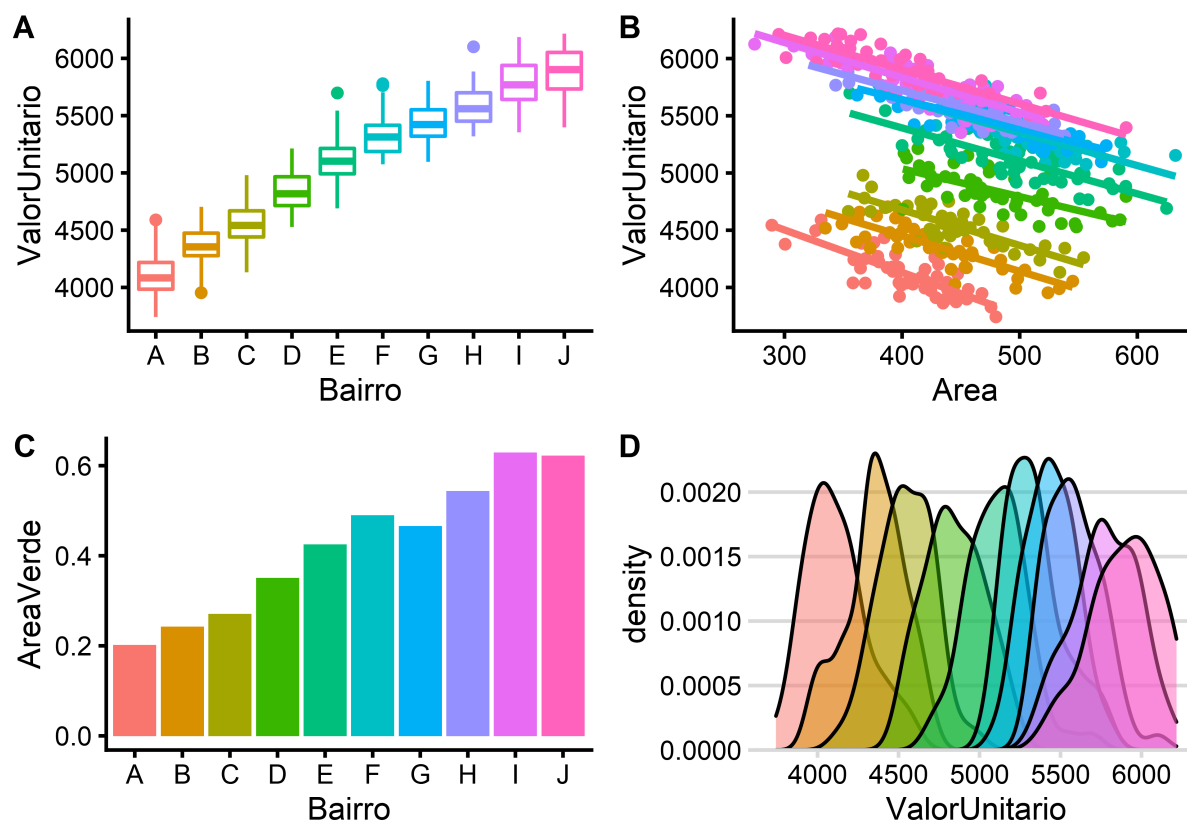 A
ValorUnitario
6000
5500
5000
4500
4000
A B C D E F G H I J
Bairro
B
ValorUnitario
6000
5500
5000
4500
4000
300 400 500 600
Area
C
AreaVerde
0.6
0.4
0.2
0.0
A B C D E F G H I J
Bairro
D
density
0.0020
0.0015
0.0010
0.0005
0.0000
4000 4500 5000 5500 6000
ValorUnitario